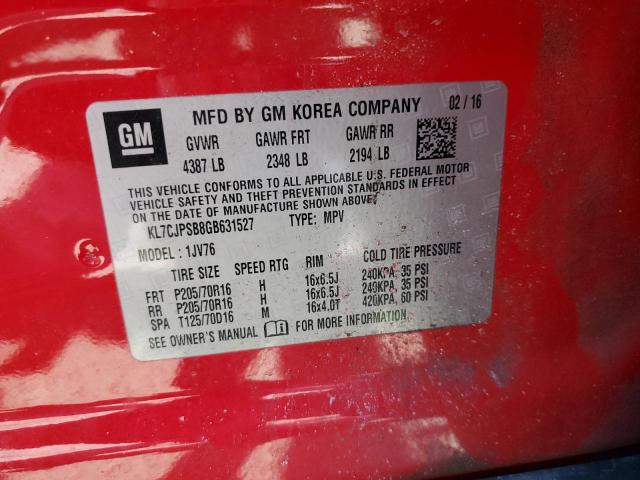 GM
MFD BY GM KOREA COMPANY 02 / 16
GVWR GAWR FRT GAWR RR
4387 LB 2348 LB 2194 LB
THIS VEHICLE CONFORMS TO ALL APPLICABLE U.S. FEDERAL MOTOR
VEHICLE SAFETY AND THEFT PREVENTION STANDARDS IN EFFECT
ON THE DATE OF MANUFACTURE SHOWN ABOVE.
KL7CJPSB8GB631527 TYPE: MPV
MODEL : 1JV76
TIRE SIZE SPEED RTG RIM COLD TIRE PRESSURE
FRT P205/70R16 H 16x6.5J 240KPA, 35 PSI
RR P205/70R16 H 16x6.5J 240KPA, 35 PSI
SPA T125/70D16 M 16x4.0T 420KPA, 60 PSI
SEE OWNER'S MANUAL FOR MORE INFORMATION.